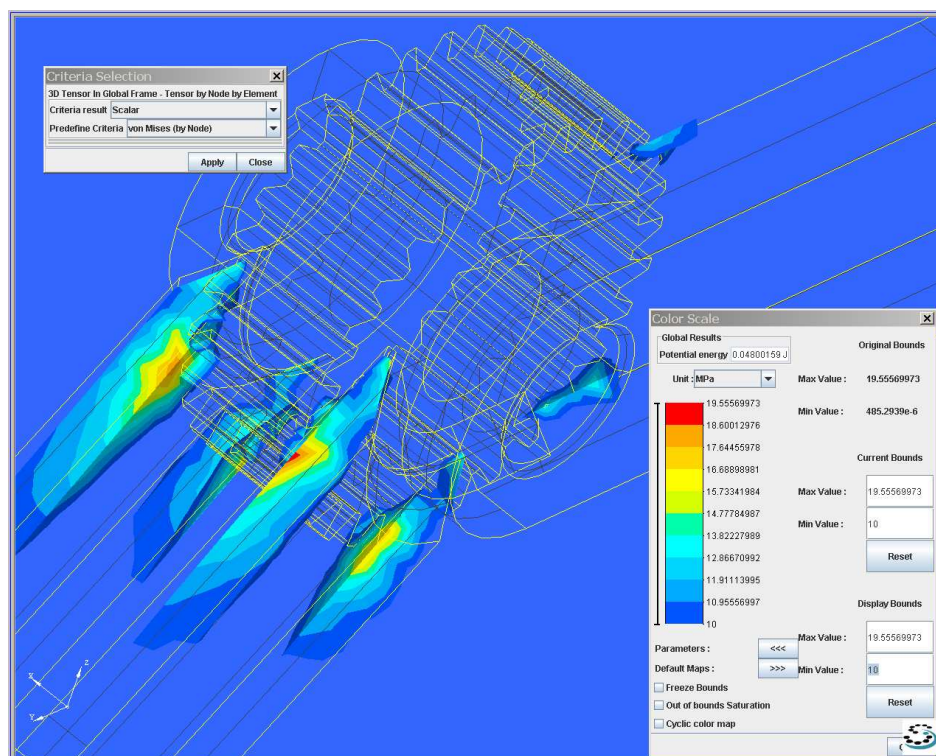 Criteria Selection
3D Tensor In Global Frame - Tensor by Node by Element
Criteria result Scalar
Predefine Criteria von Mises (by Node)
Apply Close
Color Scale
Global Results
Potential energy 0.04800159 J
Original Bounds
Unit : MPa
Max Value : 19.55569973
Min Value : 485.2939e-6
19.55569973
18.60012976
17.64455978
16.68898981
15.73341984
14.77784987
13.82227989
12.86670992
11.91113995
10.95556997
10
Current Bounds
Max Value : 19.55569973
Min Value : 10
Reset
Display Bounds
Max Value : 19.55569973
Min Value : 10
Reset
Parameters : <<<
Default Maps : >>>
Freeze Bounds
Out of bounds Saturation
Cyclic color map
X
Y
Z